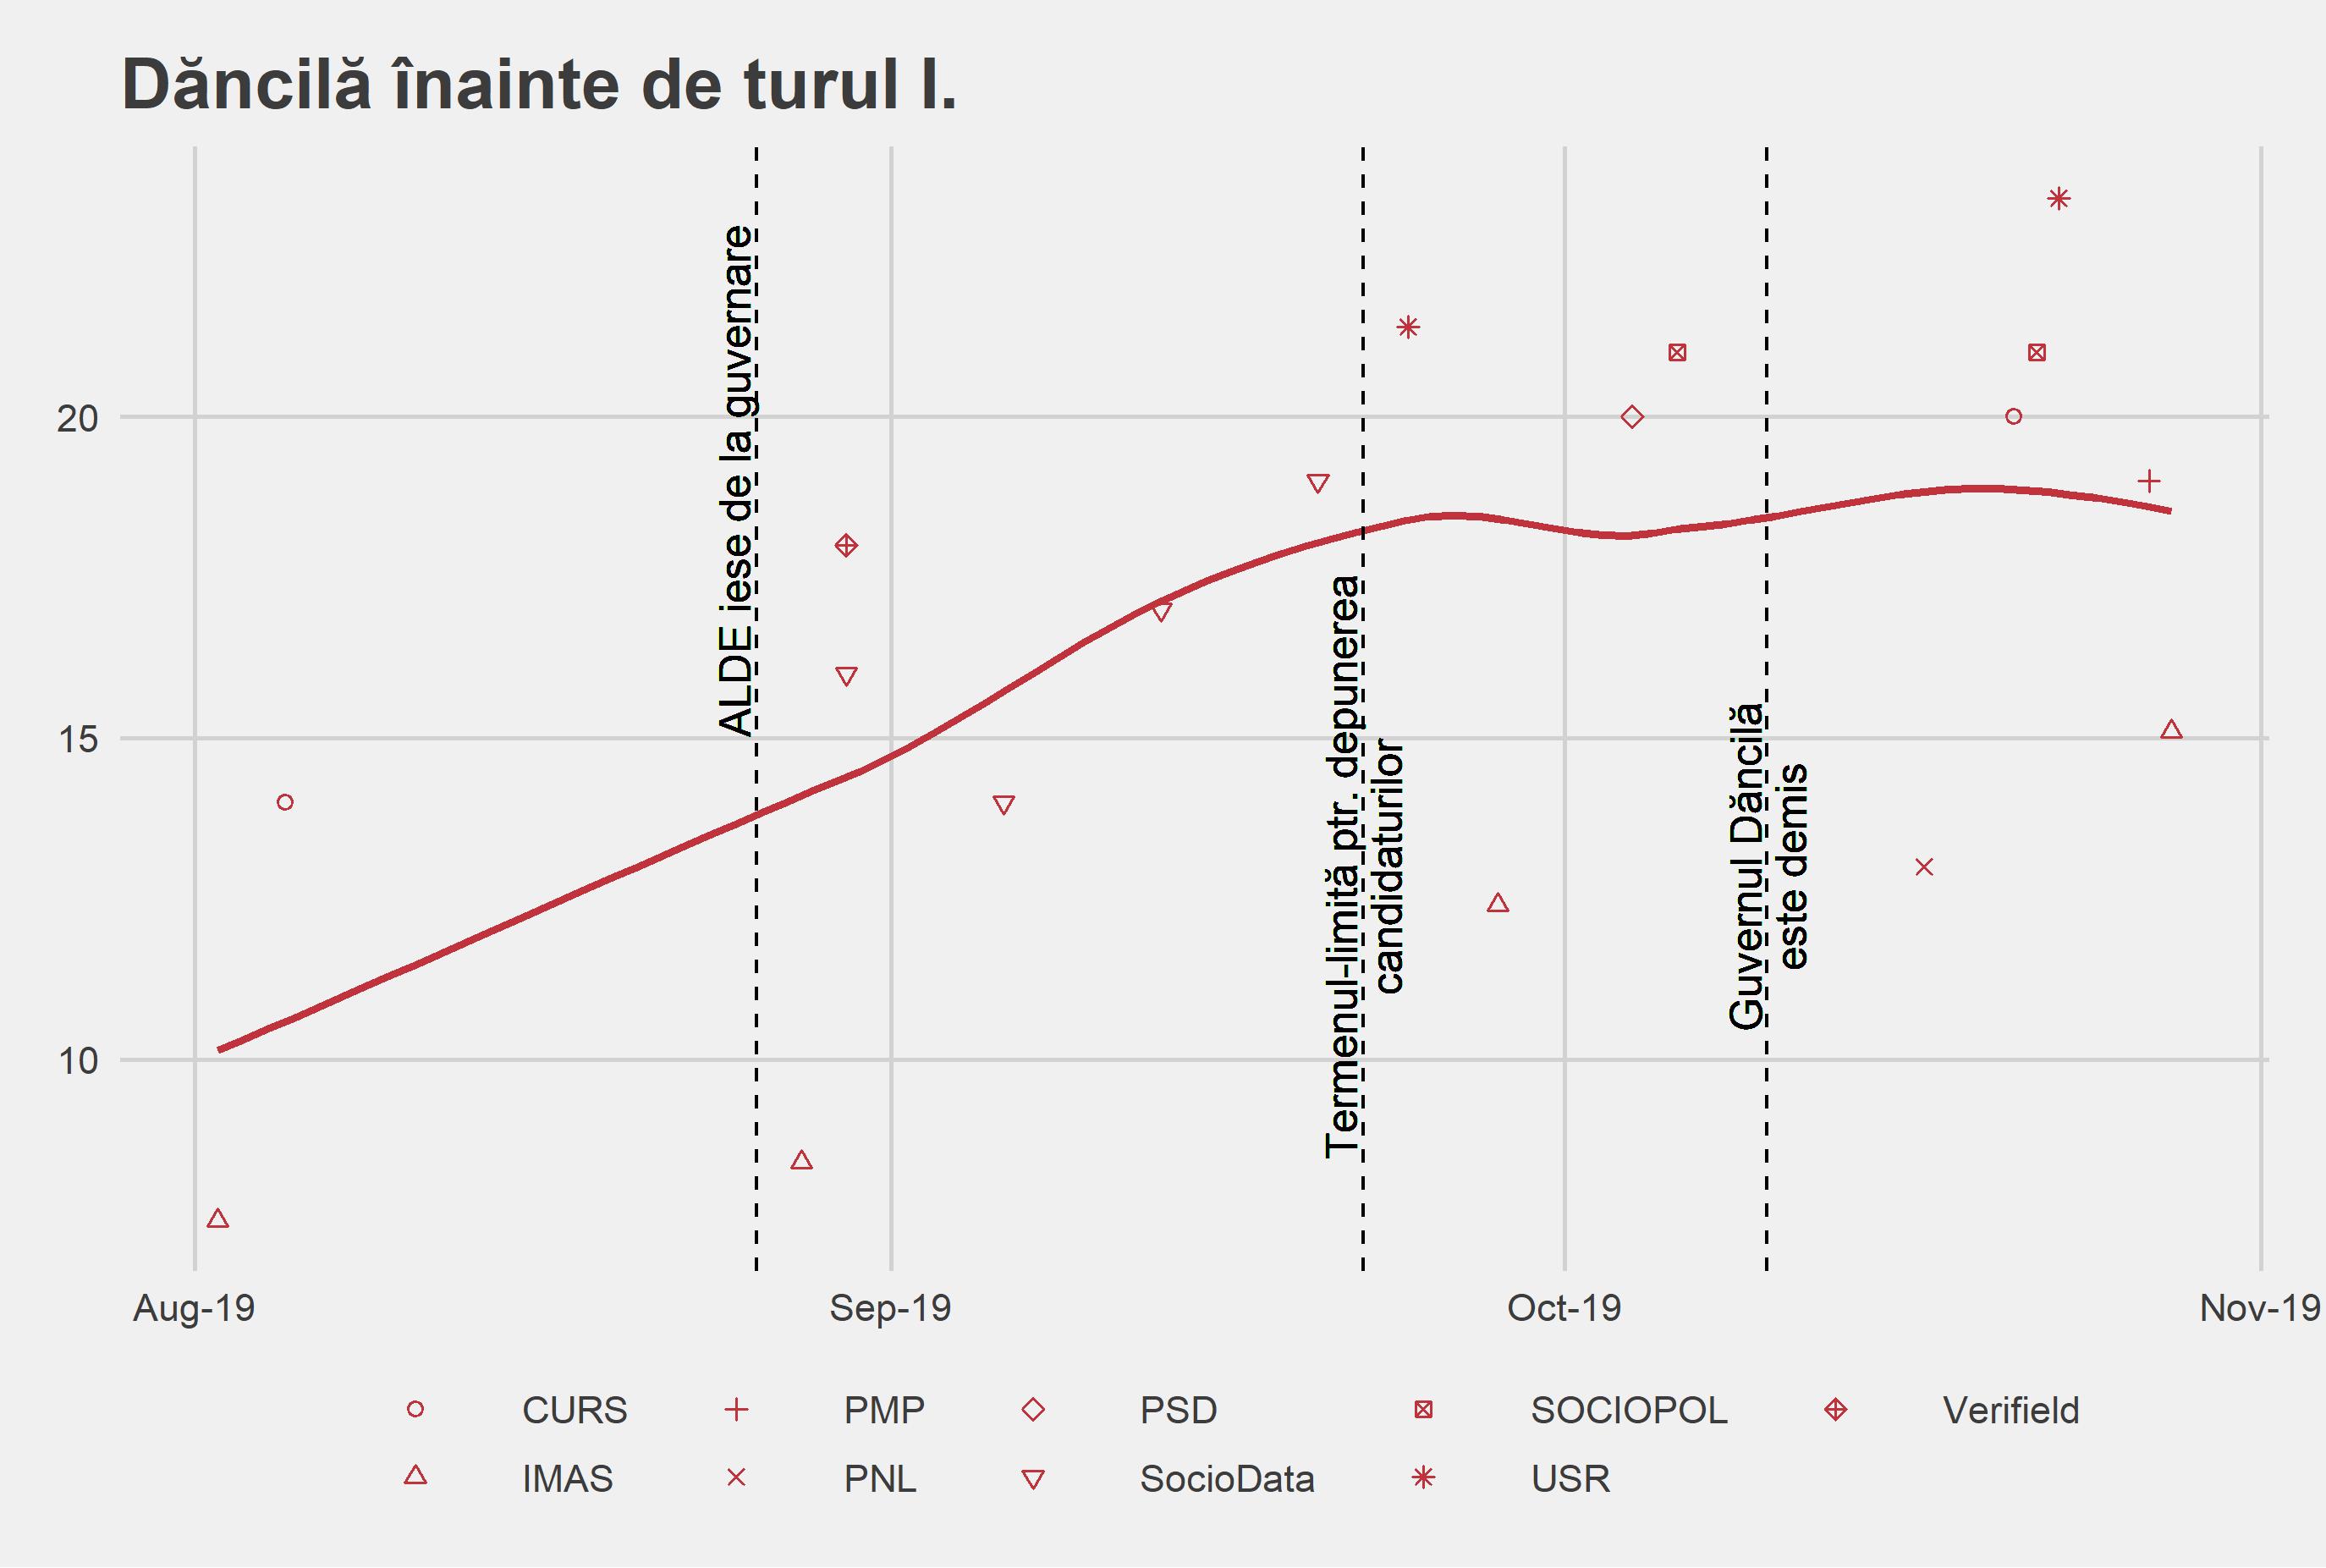 Dăncilă înainte de turul I.
20
15
10
ALDE iese de la guvernare
Termenul-limită ptr. depunerea
candidaturilor
Guvernul Dăncilă
este demis
Aug-19
Sep-19
Oct-19
Nov-19
CURS
PMP
PSD
SOCIOPOL
Verifield
IMAS
PNL
SocioData
USR